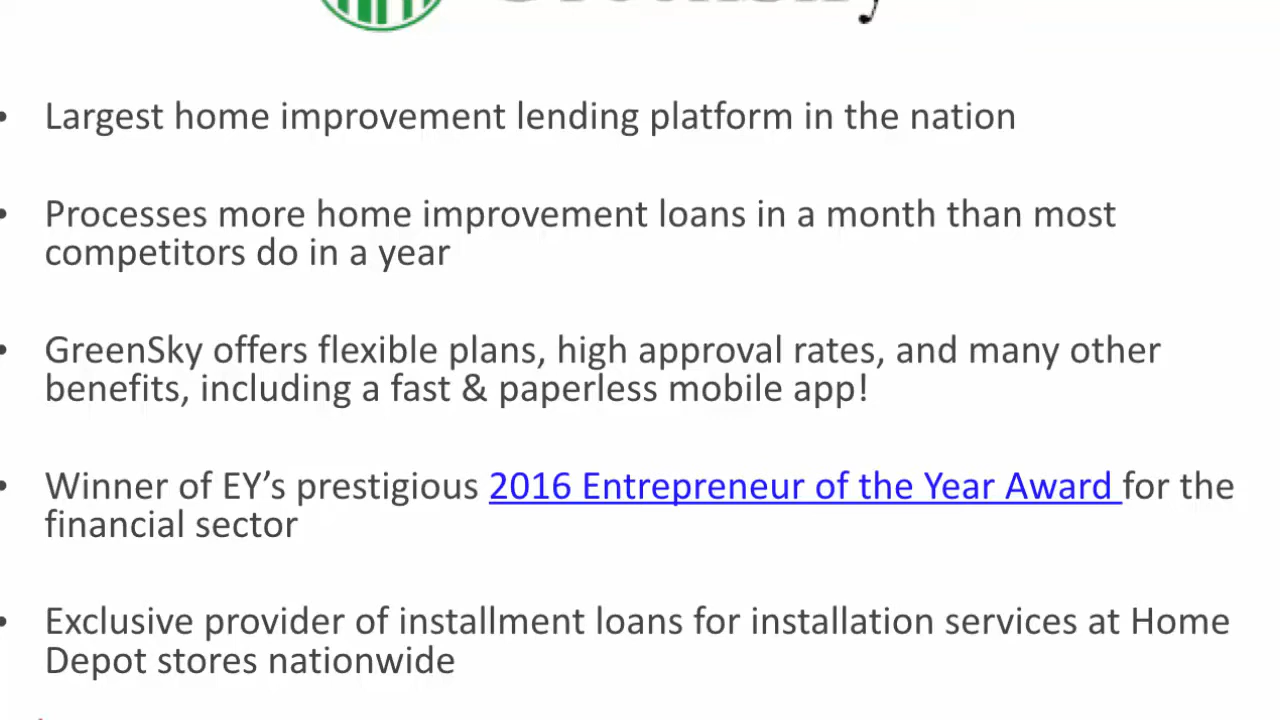 • Largest home improvement lending platform in the nation
• Processes more home improvement loans in a month than most
competitors do in a year
• GreenSky offers flexible plans, high approval rates, and many other
benefits, including a fast & paperless mobile app!
• Winner of EY’s prestigious 2016 Entrepreneur of the Year Award for the
financial sector
• Exclusive provider of installment loans for installation services at Home
Depot stores nationwide